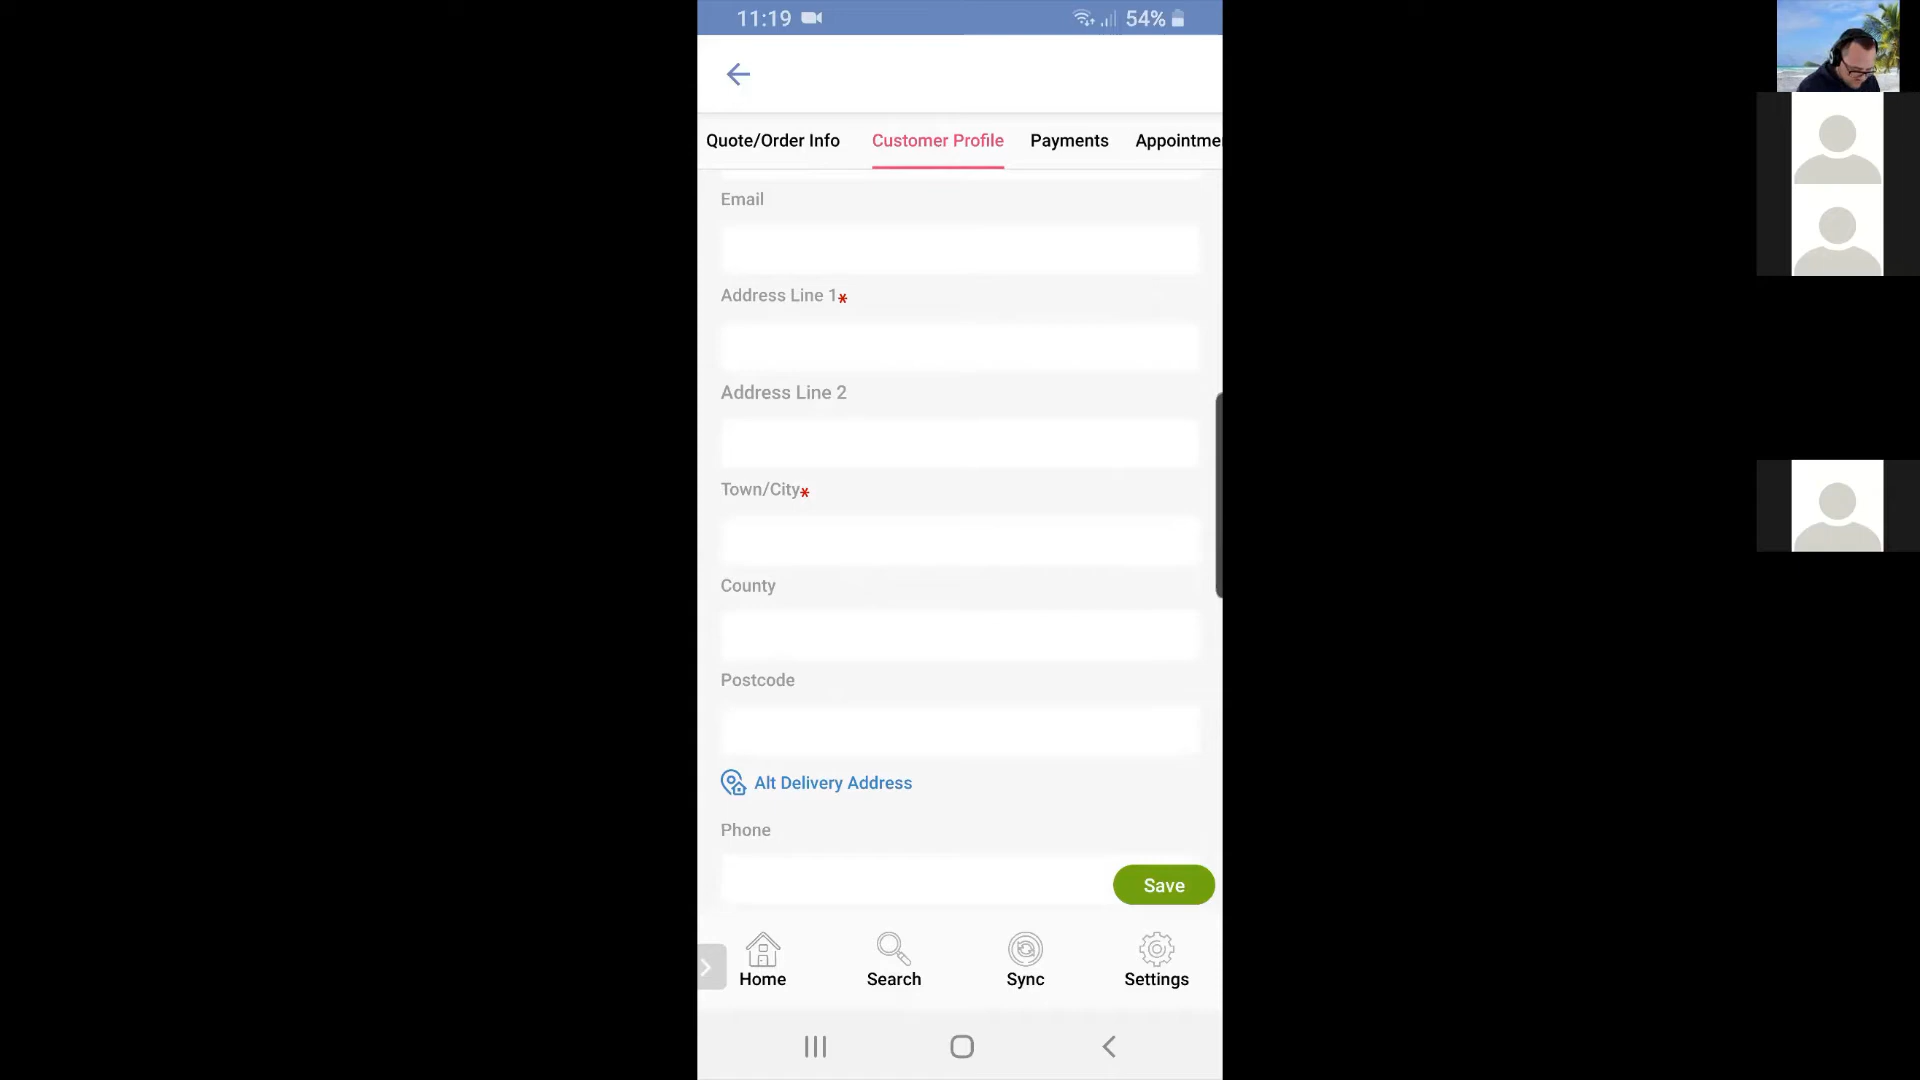 11:19 54%
Quote/Order Info Customer Profile Payments Appointme
Email
Address Line 1*
Address Line 2
Town/City*
County
Postcode
Alt Delivery Address
Phone
Save
Home Search Sync Settings